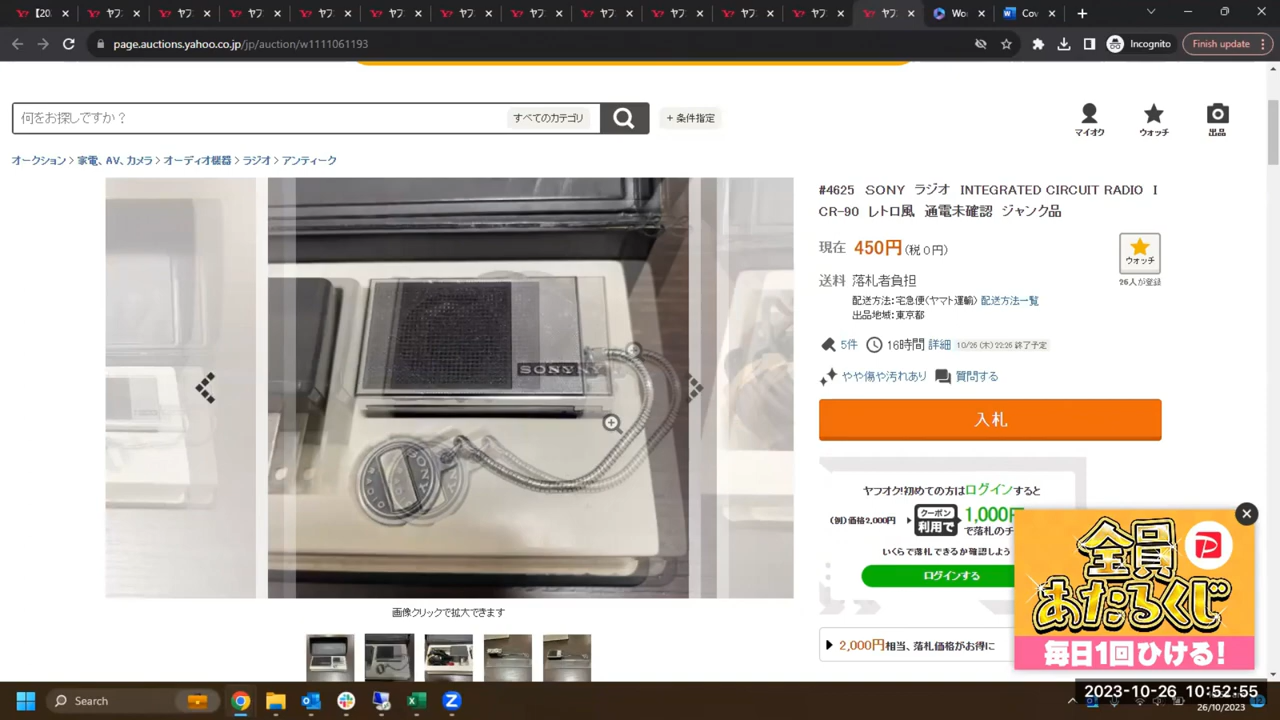 page.auctions.yahoo.co.jp/jp/auction/w1111061193
Incognito
Finish update
何をお探しですか？
すべてのカテゴリ
+ 条件指定
マイオク
ウォッチ
出品
オークション > 家電、AV、カメラ > オーディオ機器 > ラジオ > アンティーク
#4625 SONY ラジオ INTEGRATED CIRCUIT RADIO I
CR-90 レトロ風 通電未確認 ジャンク品
現在 450円(税 0 円)
ウォッチ
26人が登録
送料 落札者負担
配送方法:宅急便(ヤマト運輸) 配送方法一覧
出品地域:東京都
5件 16時間 詳細 10/26 (木) 22:26 終了予定
やや傷や汚れあり 質問する
入札
SONY
SONY
ヤフオク!初めての方はログインすると
(例)価格2,000円
クーポン
利用で
1,000円
で落札のチ
いくらで落札できるか確認しよう
ログインする
2,000円相当、落札価格がお得に
画像クリックで拡大できます
全員
あたるくじ
毎日1回ひける!
Search
2023-10-26 10:52:55
26/10/2023